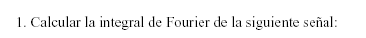 1. Calcular la integral de Fourier de la siguiente señal: